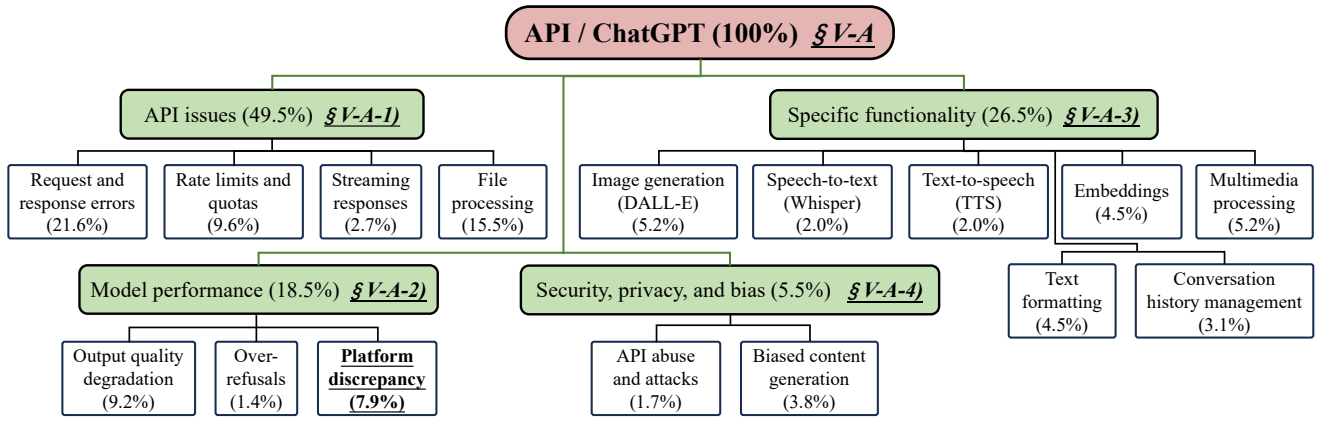 API / ChatGPT (100%) § V-A
API issues (49.5%) § V-A-1)
Request and
response errors
(21.6%)
Rate limits and
quotas
(9.6%)
Streaming
responses
(2.7%)
File
processing
(15.5%)
Specific functionality (26.5%) § V-A-3)
Image generation
(DALL-E)
(5.2%)
Speech-to-text
(Whisper)
(2.0%)
Text-to-speech
(TTS)
(2.0%)
Embeddings
(4.5%)
Multimedia
processing
(5.2%)
Text
formatting
(4.5%)
Conversation
history management
(3.1%)
Model performance (18.5%) § V-A-2)
Output quality
degradation
(9.2%)
Over-
refusals
(1.4%)
Platform
discrepancy
(7.9%)
Security, privacy, and bias (5.5%) § V-A-4)
API abuse
and attacks
(1.7%)
Biased content
generation
(3.8%)